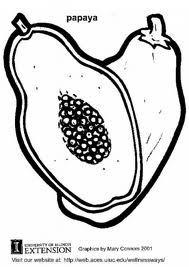 papaya
UNIVERSITY OF ILLINOIS
EXTENSION
Graphics by Mary Connors 2001
Visit our website at: http://web.aces.uiuc.edu/wellnessways/